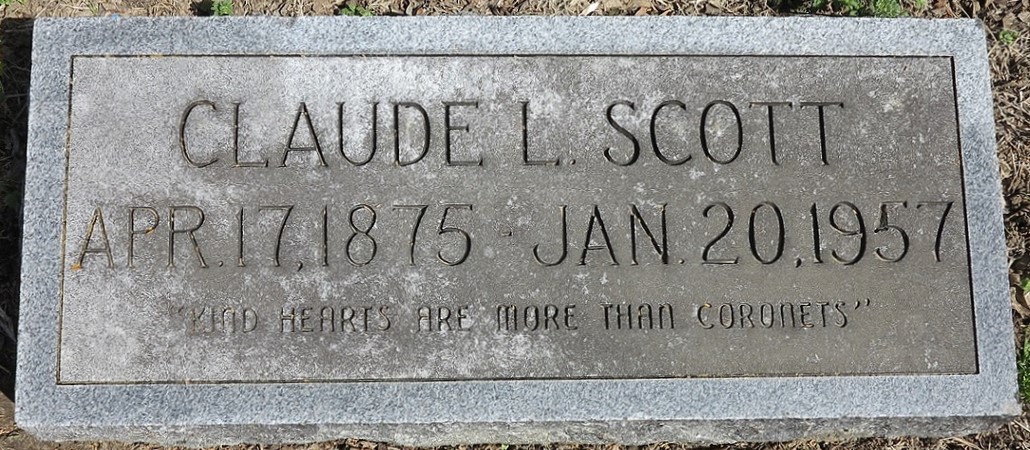 CLAUDE L. SCOTT
APR. 17, 1875 - JAN. 20, 1957
"KIND HEARTS ARE MORE THAN CORONETS"